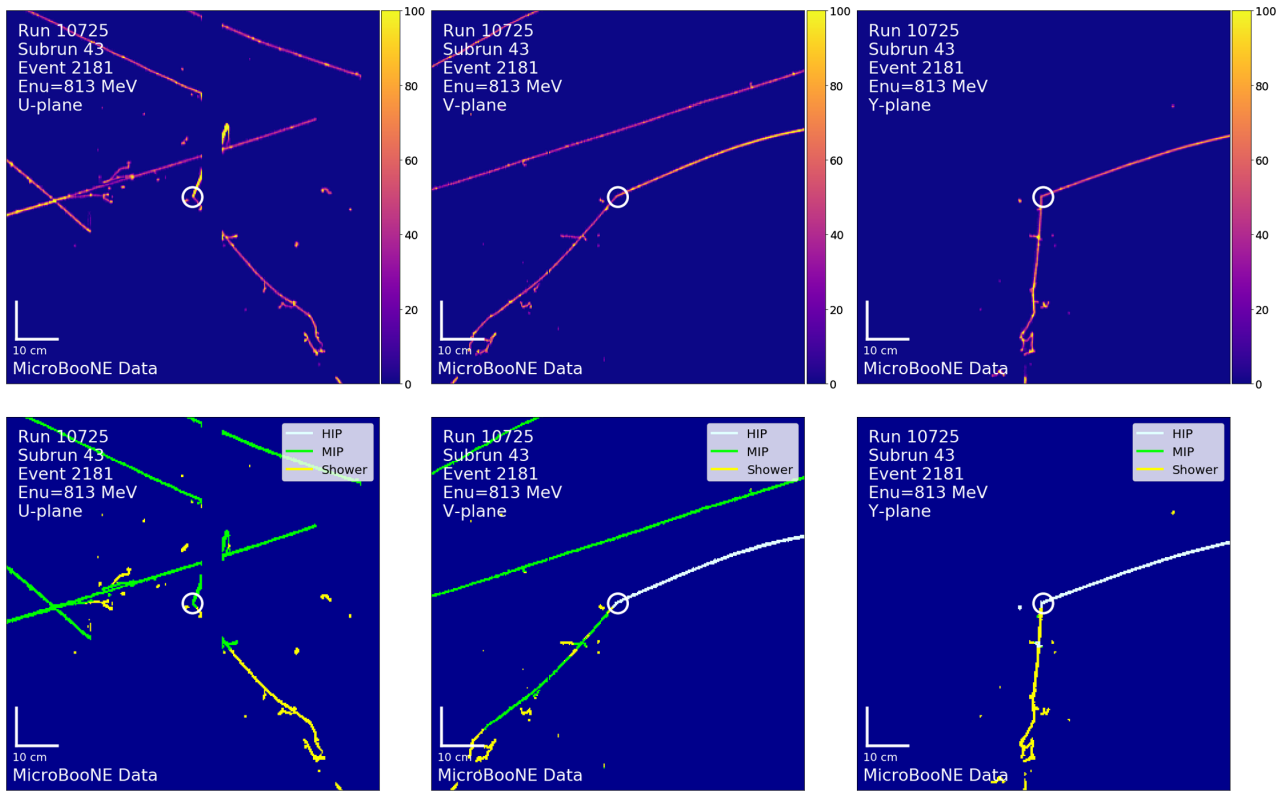 Run 10725
Subrun 43
Event 2181
Enu=813 MeV
U-plane
10 cm
MicroBooNE Data
100
80
60
40
20
0
Run 10725
Subrun 43
Event 2181
Enu=813 MeV
V-plane
10 cm
MicroBooNE Data
100
80
60
40
20
0
Run 10725
Subrun 43
Event 2181
Enu=813 MeV
Y-plane
10 cm
MicroBooNE Data
100
80
60
40
20
0
Run 10725
Subrun 43
Event 2181
Enu=813 MeV
U-plane
HIP
MIP
Shower
10 cm
MicroBooNE Data
Run 10725
Subrun 43
Event 2181
Enu=813 MeV
V-plane
HIP
MIP
Shower
10 cm
MicroBooNE Data
Run 10725
Subrun 43
Event 2181
Enu=813 MeV
Y-plane
HIP
MIP
Shower
10 cm
MicroBooNE Data